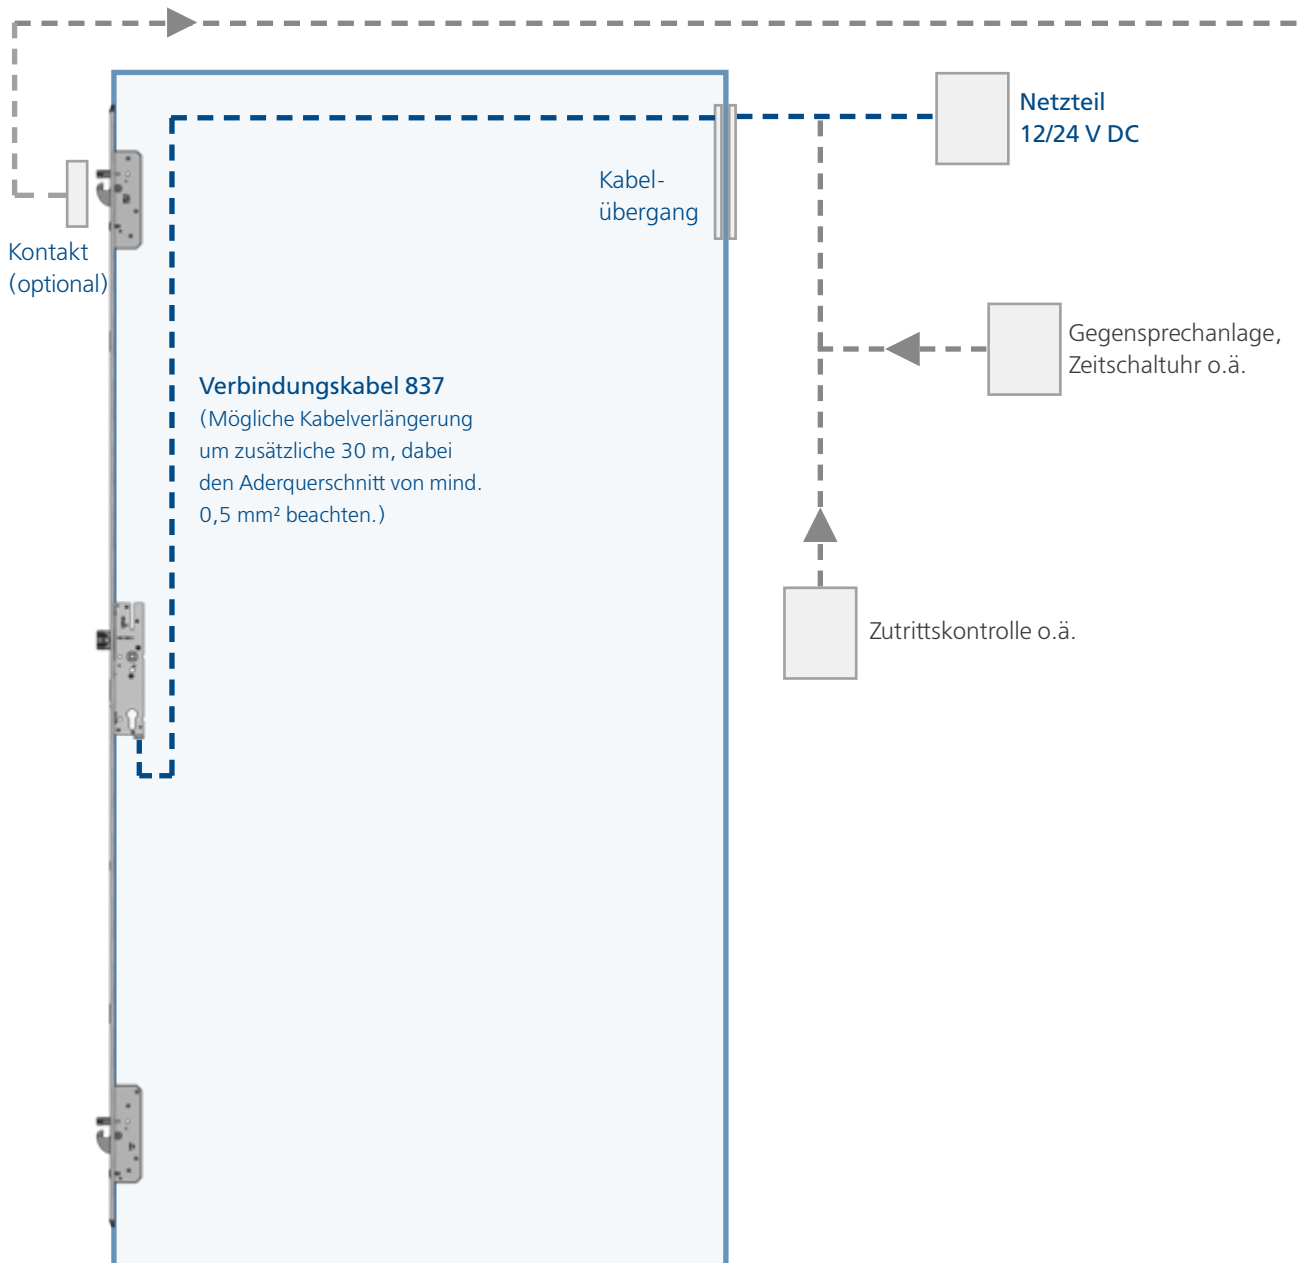 Netzteil
12/24 V DC
Kabel-
übergang
Kontakt
(optional)
Gegensprechanlage,
Zeitschaltuhr o.ä.
Verbindungskabel 837
(Mögliche Kabelverlängerung
um zusätzliche 30 m, dabei
den Aderquerschnitt von mind.
0,5 mm² beachten.)
Zutrittskontrolle o.ä.